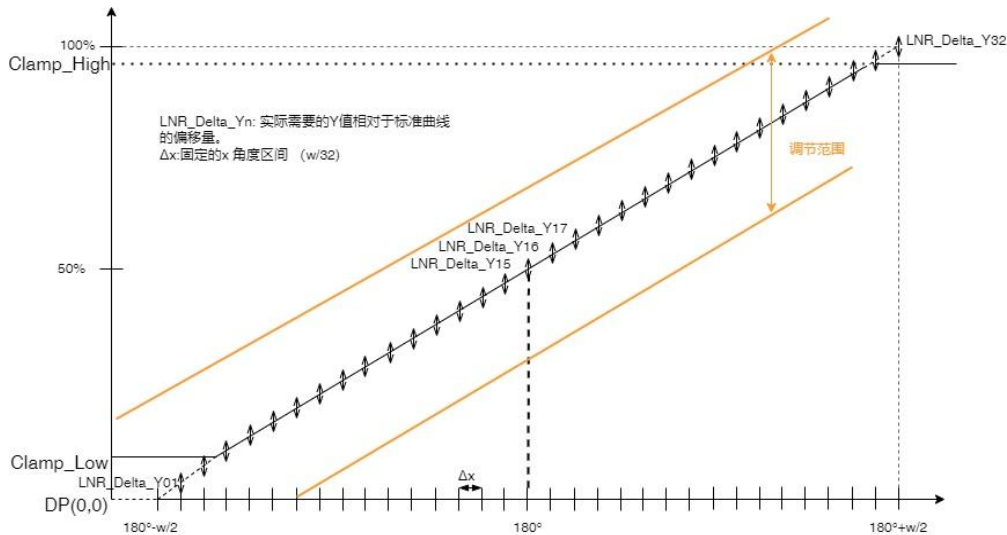 100%
LNR_Delta_Y32
Clamp_High
LNR_Delta_Yn: 实际需要的Y值相对于标准曲线
的偏移量。
Δx:固定的x 角度区间 （w/32)
调节范围
LNR_Delta_Y17
LNR_Delta_Y16
LNR_Delta_Y15
50%
Clamp_Low
LNR_Delta_Y01
Δx
DP(0,0)
180°-w/2
180°
180°+w/2